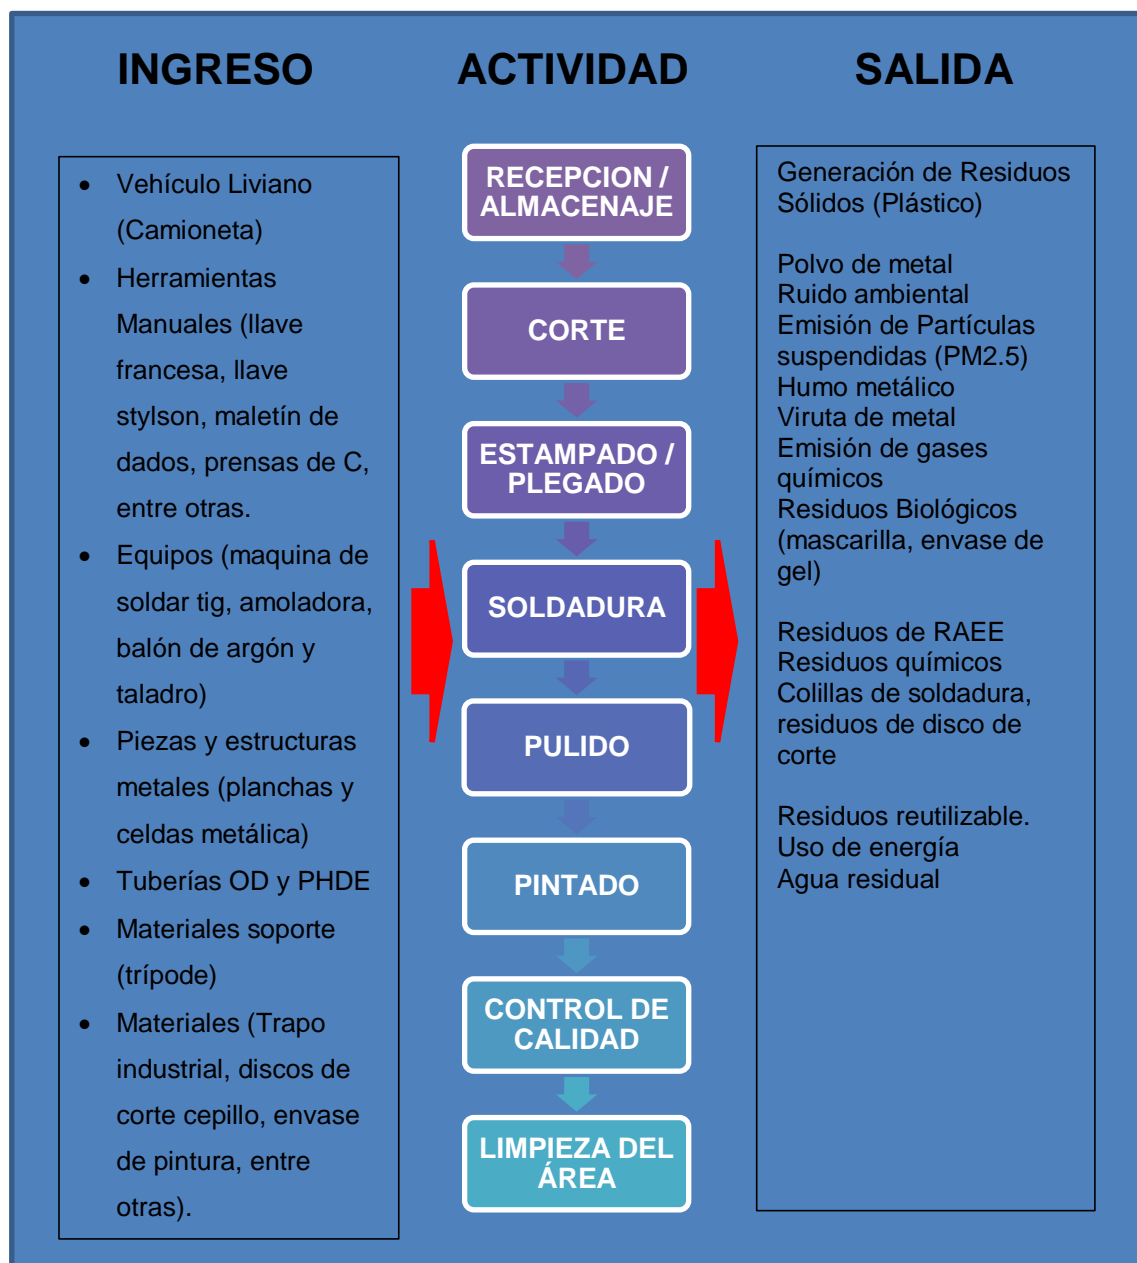 INGRESO
ACTIVIDAD
SALIDA
• Vehículo Liviano
(Camioneta)
• Herramientas
Manuales (llave
francesa, llave
stylson, maletín de
dados, prensas de C,
entre otras.
• Equipos (maquina de
soldar tig, amoladora,
balón de argón y
taladro)
• Piezas y estructuras
metales (planchas y
celdas metálica)
• Tuberías OD y PHDE
• Materiales soporte
(trípode)
• Materiales (Trapo
industrial, discos de
corte cepillo, envase
de pintura, entre
otras).
RECEPCION /
ALMACENAJE
CORTE
ESTAMPADO /
PLEGADO
SOLDADURA
PULIDO
PINTADO
CONTROL DE
CALIDAD
LIMPIEZA DEL
ÁREA
Generación de Residuos
Sólidos (Plástico)
Polvo de metal
Ruido ambiental
Emisión de Partículas
suspendidas (PM2.5)
Humo metálico
Viruta de metal
Emisión de gases
químicos
Residuos Biológicos
(mascarilla, envase de
gel)
Residuos de RAEE
Residuos químicos
Colillas de soldadura,
residuos de disco de
corte
Residuos reutilizable.
Uso de energía
Agua residual